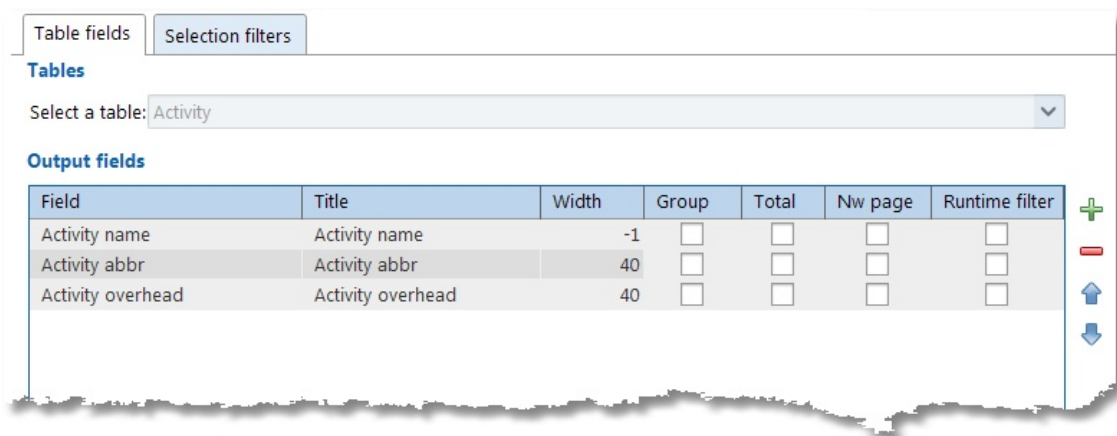 Table fields Selection filters
Tables
Select a table: Activity
Output fields
Field Title Width Group Total Nw page Runtime filter
Activity name Activity name -1
Activity abbr Activity abbr 40
Activity overhead Activity overhead 40